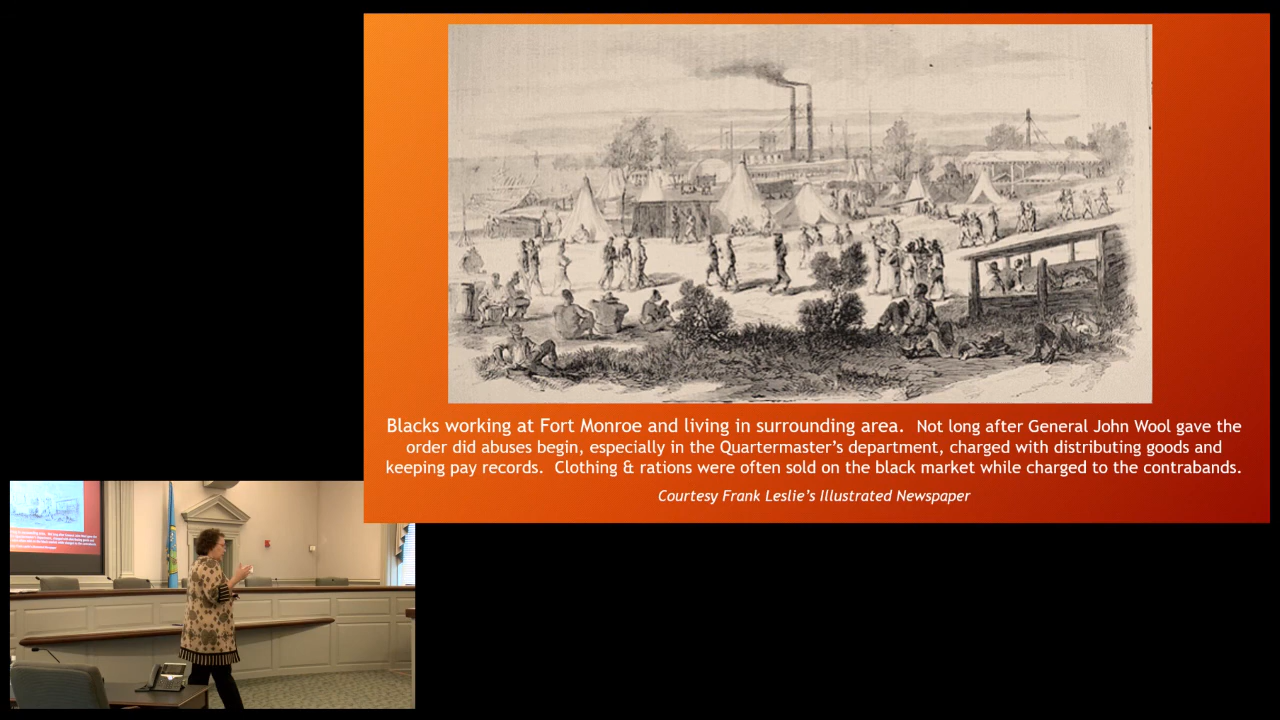 Blacks working at Fort Monroe and living in surrounding area.  Not long after General John Wool gave the
order did abuses begin, especially in the Quartermaster’s department, charged with distributing goods and
keeping pay records.  Clothing & rations were often sold on the black market while charged to the contrabands.
Courtesy Frank Leslie’s Illustrated Newspaper